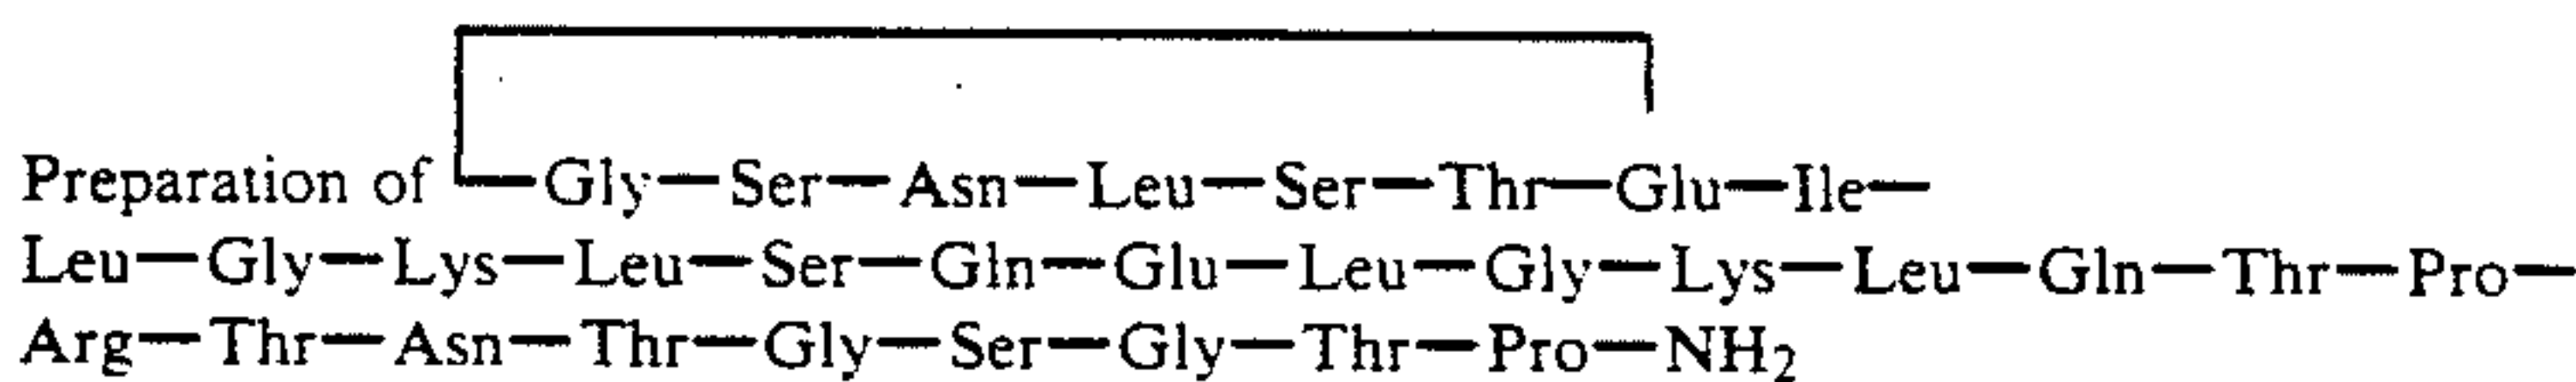 Preparation of Gly—Ser—Asn—Leu—Ser—Thr—Glu—Ile—
Leu—Gly—Lys—Leu—Ser—Gln—Glu—Leu—Gly—Lys—Leu—Gln—Thr—Pro—
Arg—Thr—Asn—Thr—Gly—Ser—Gly—Thr—Pro—NH₂